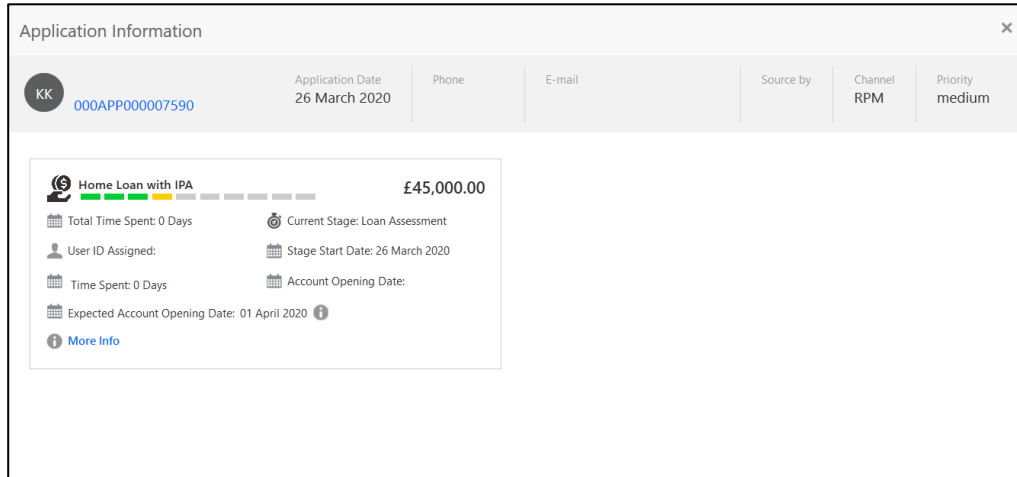 Application Information
×
KK
000APP000007590
Application Date
26 March 2020
Phone
E-mail
Source by
Channel
RPM
Priority
medium
Home Loan with IPA
£45,000.00
Total Time Spent: 0 Days
Current Stage: Loan Assessment
User ID Assigned:
Stage Start Date: 26 March 2020
Time Spent: 0 Days
Account Opening Date:
Expected Account Opening Date: 01 April 2020
More Info